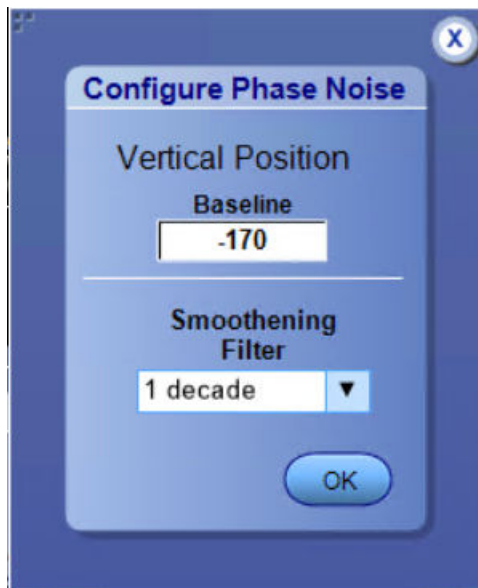 X
Configure Phase Noise
Vertical Position
Baseline
-170
Smoothening
Filter
1 decade
OK